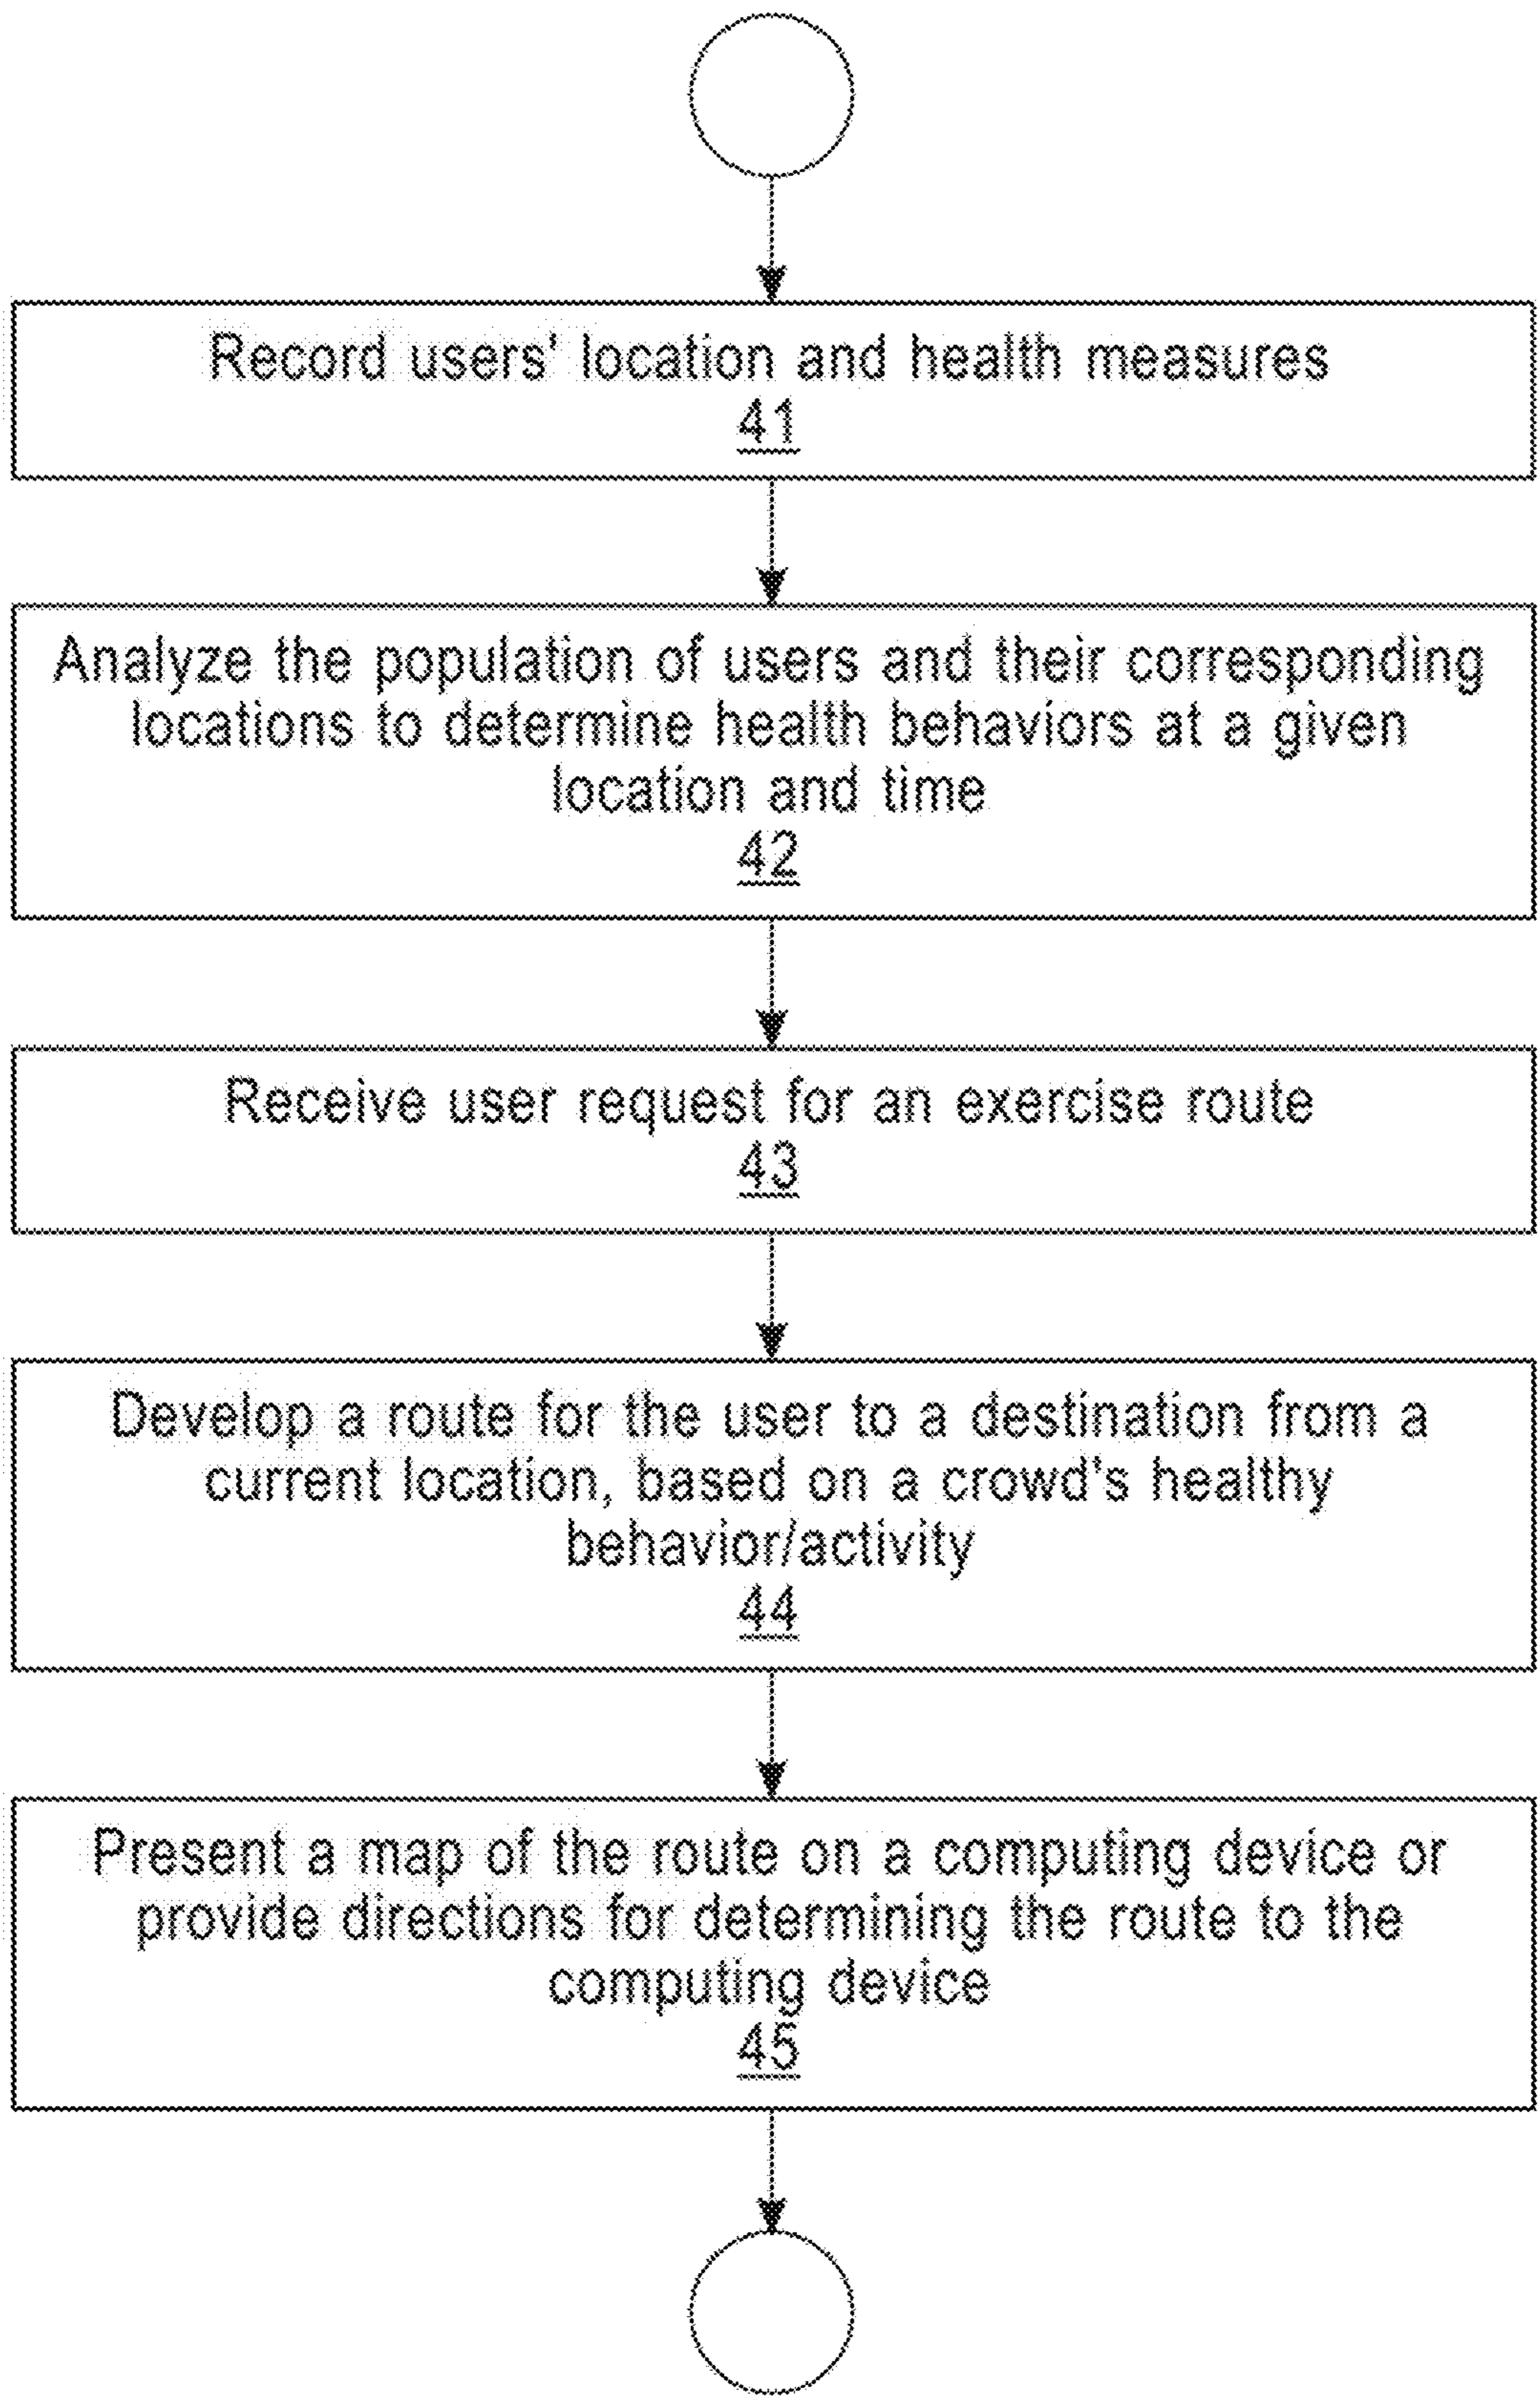 Record users' location and health measures
41
Analyze the population of users and their corresponding
locations to determine health behaviors at a given
location and time
42
Receive user request for an exercise route
43
Develop a route for the user to a destination from a
current location, based on a crowd's healthy
behavior/activity
44
Present a map of the route on a computing device or
provide directions for determining the route to the
computing device
45